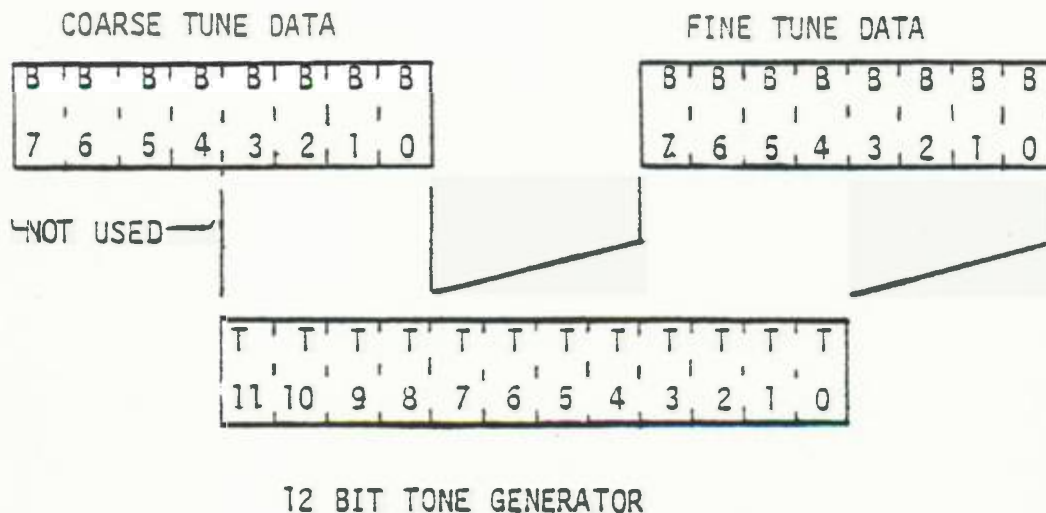 COARSE TUNE DATA
FINE TUNE DATA
B B B B B B B B
7 6 5 4 3 2 1 0
B B B B B B B B
7 6 5 4 3 2 1 0
NOT USED
T T T T T T T T T T T T
11 10 9 8 7 6 5 4 3 2 1 0
12 BIT TONE GENERATOR